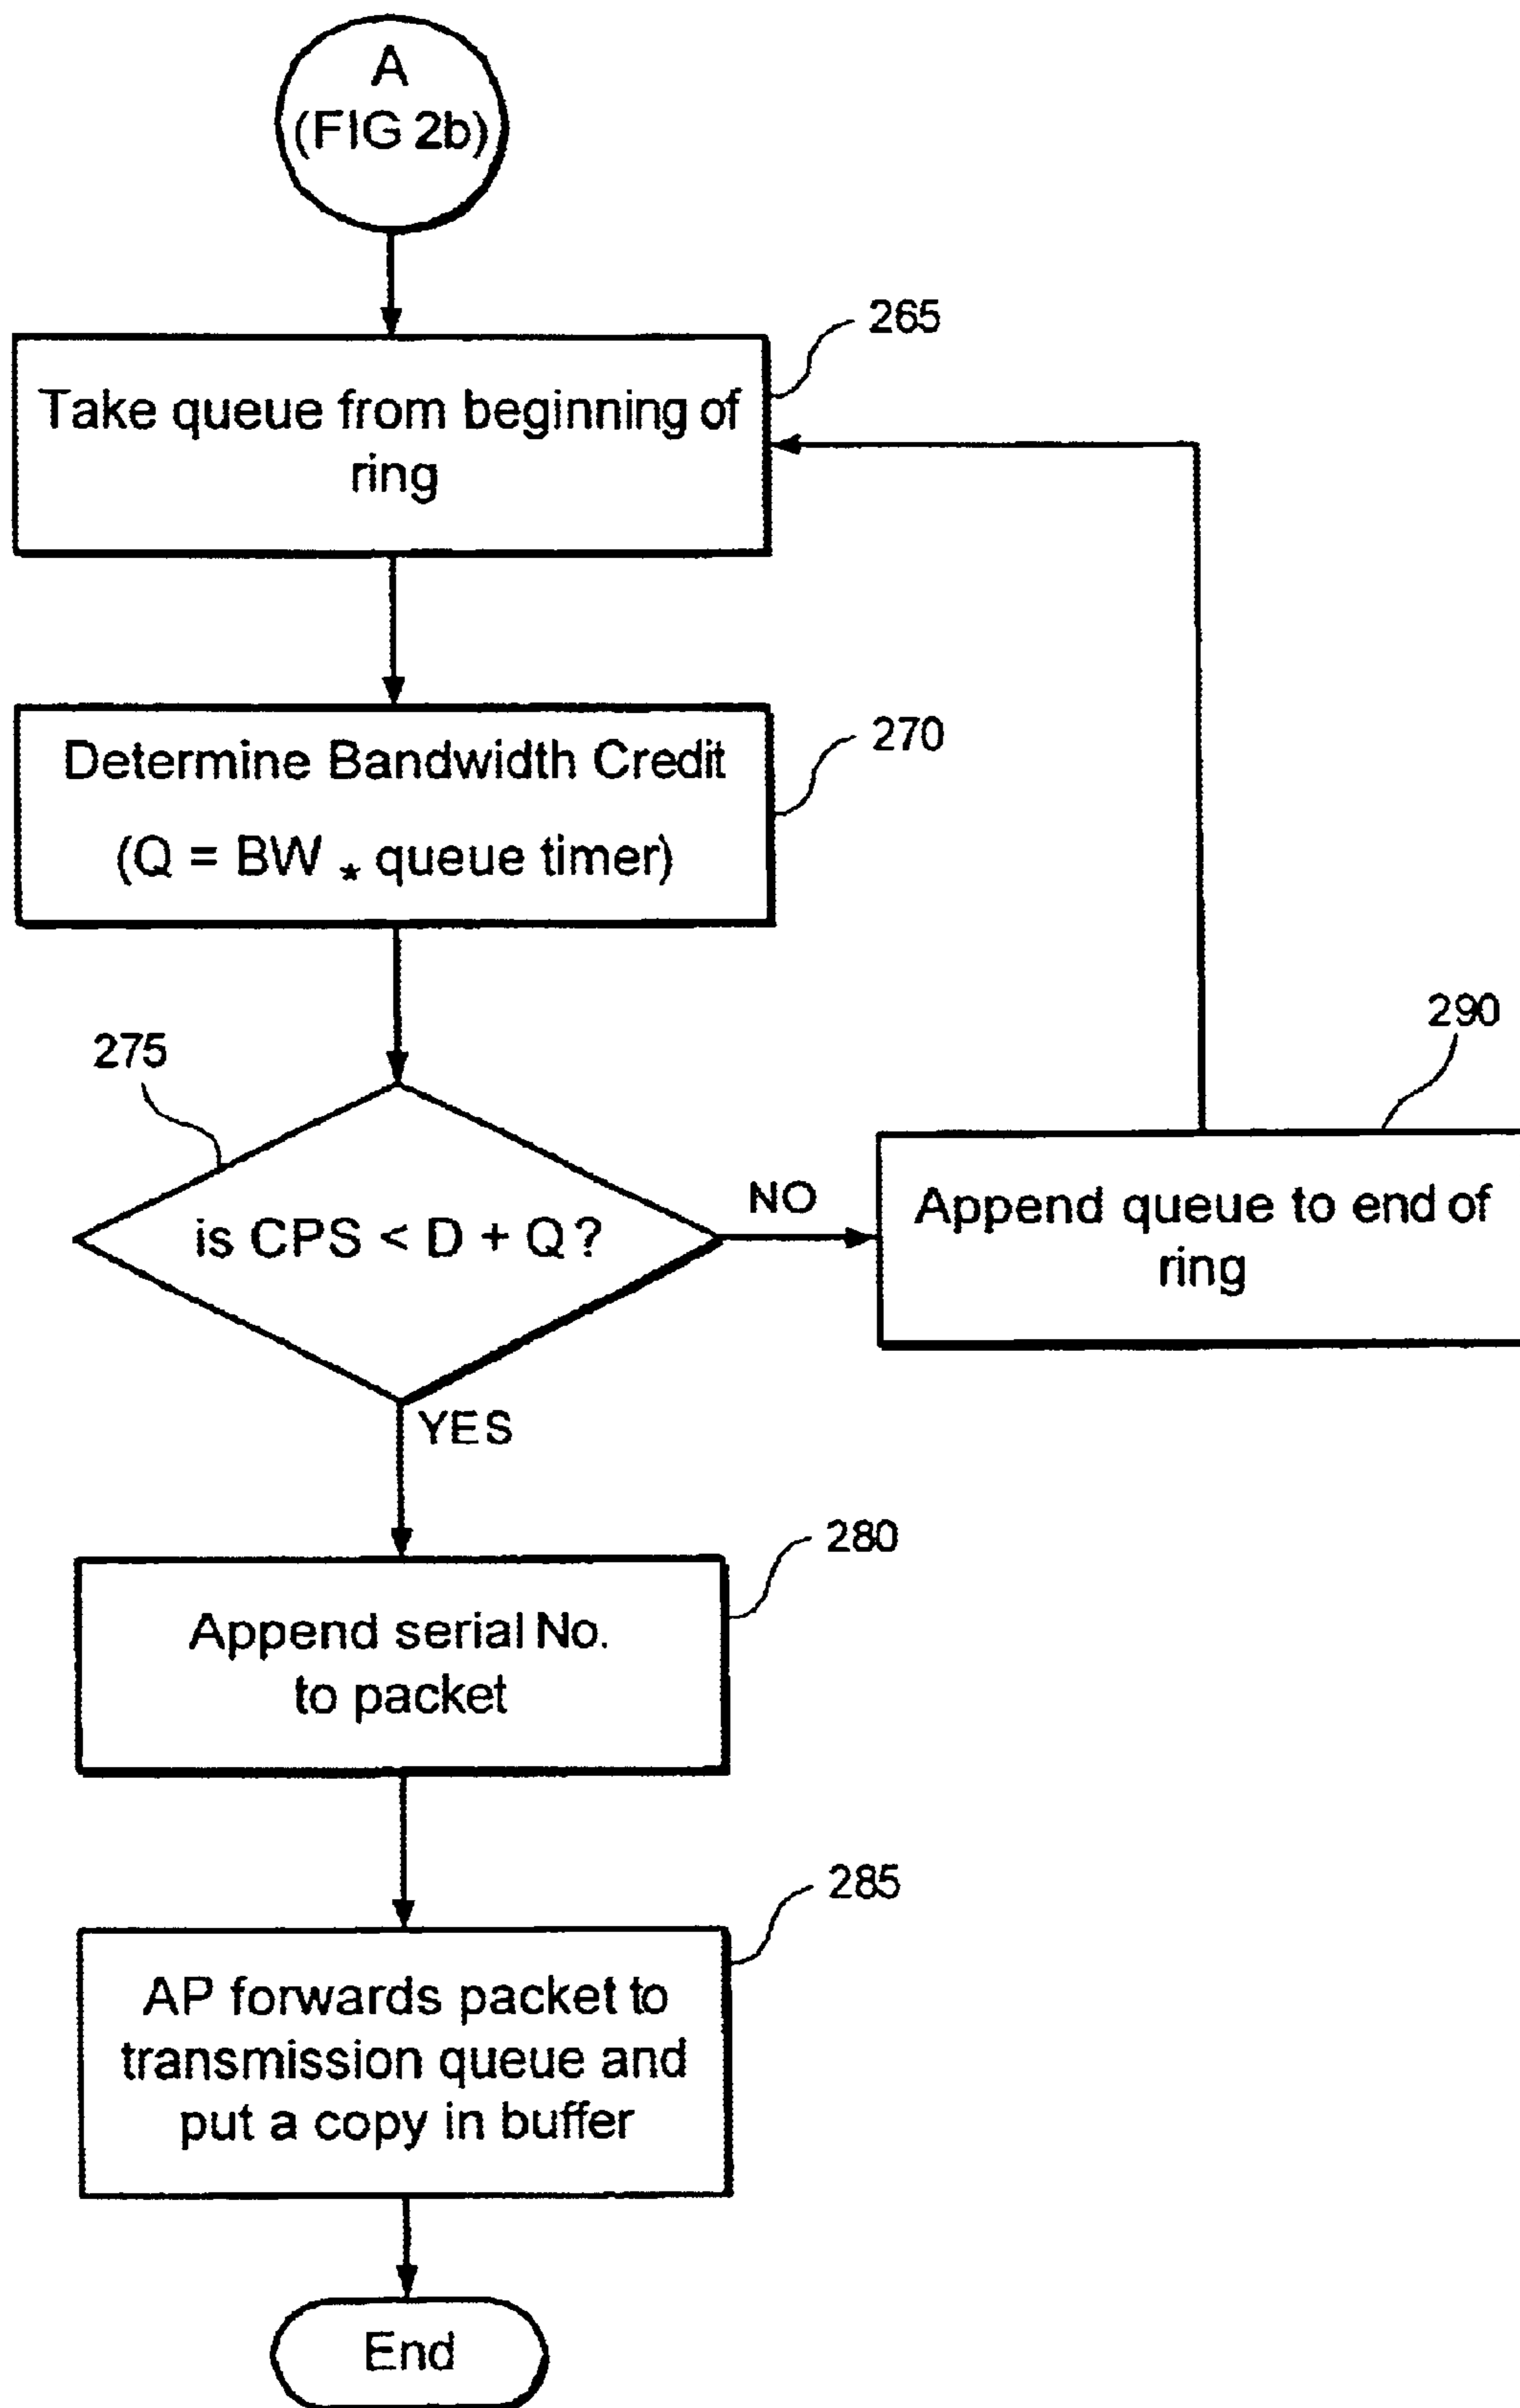 A
(FIG 2b)
265
Take queue from beginning of
ring
270
Determine Bandwidth Credit
(Q = BW * queue timer)
275
is CPS < D + Q ?
NO
290
Append queue to end of
ring
YES
280
Append serial No.
to packet
285
AP forwards packet to
transmission queue and
put a copy in buffer
End